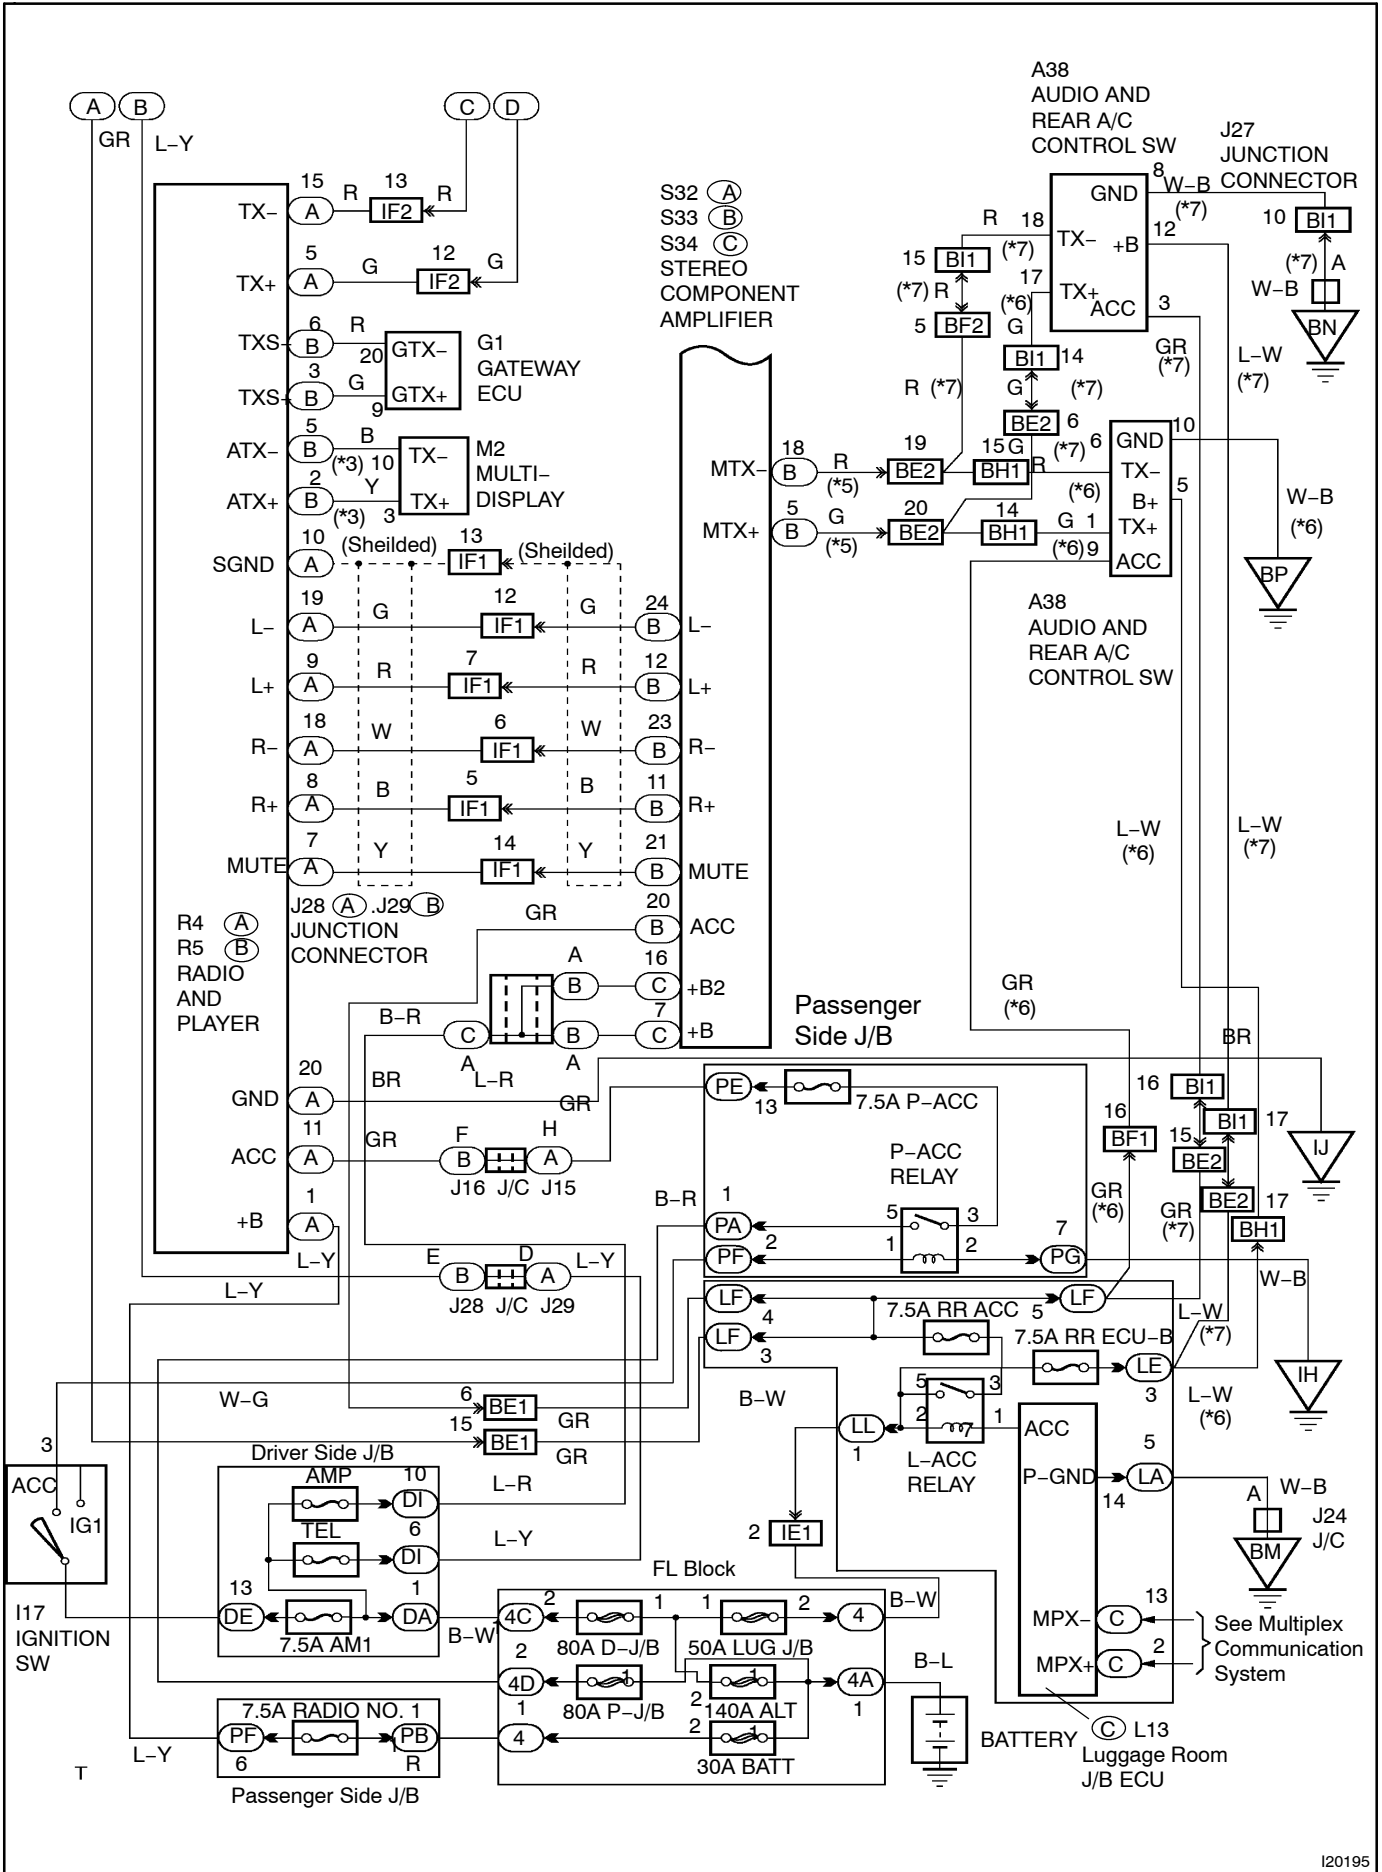 A B C D
GR L–Y
15 R 13 R
TX– A IF2
5 G 12 G
TX+ A IF2
6 R
TXS– B 20 GTX–
3 G
TXS+ B 9 GTX+
G1
GATEWAY
ECU
5 B
ATX– B (*3) 10 TX–
2 Y
ATX+ B (*3) 3 TX+
M2
MULTI–
DISPLAY
10 (Sheilded) 13 (Sheilded)
SGND A IF1
19 G 12 G 24
L– A IF1 B L–
9 R 7 R 12
L+ A IF1 B L+
18 W 6 W 23
R– A IF1 B R–
8 B 5 B 11
R+ A IF1 B R+
7 Y 14 Y 21
MUTE A IF1 B MUTE
S32 A
S33 B
S34 C
STEREO
COMPONENT
AMPLIFIER
A38
AUDIO AND
REAR A/C
CONTROL SW
J27
JUNCTION
CONNECTOR
8 W–B
GND (*7) 10 BI1
R 18 12
(*7) TX– +B
15 BI1 17
(*7) R (*6) TX+ 3
ACC
(*7) A
W–B
BN
5 BF2 G
BI1 14
GR
(*7)
L–W
(*7)
R (*7) G (*7)
BE2 6
18 19 15 G (*7) 6 10
MTX– B R BE2 BH1 R GND
(*5) (*6) TX–
5 20 14 B+ 5
MTX+ B G BE2 BH1 G 1 TX+
(*5) (*6) 9 ACC
W–B
(*6)
BP
A38
AUDIO AND
REAR A/C
CONTROL SW
L–W
(*6)
L–W
(*7)
R4 A
R5 B
RADIO
AND
PLAYER
J28 A .J29 B
JUNCTION
CONNECTOR
GR 20
B ACC
A 16
B C +B2
B–R 7
C B C +B
A L–R A
BR
GR
(*6)
BR
20
GND A GR
11
ACC A GR
F H
B A
J16 J/C J15
1
+B A
L–Y
E D
B A L–Y
J28 J/C J29
L–Y
Passenger
Side J/B
PE 13 7.5A P–ACC
P–ACC
RELAY
B–R 1
PA 5 3
2 7
PF 1 2 PG
16 BI1
16
BF1
BI1 17
15
BE2
BE2 17
BH1
GR
(*6)
GR
(*7)
IJ
W–B
LF 4 7.5A RR ACC 5 LF
LF 3
7.5A RR ECU–B
LE
3
L–W
(*7)
L–W
(*6)
IH
W–G
6 BE1 GR
15 BE1 GR
B–W
LL
1
5 3
2 1
L–ACC
RELAY
ACC
P–GND 14 LA 5
A W–B
J24
J/C
BM
3
ACC
IG1
I17
IGNITION
SW
Driver Side J/B
AMP 10
DI L–R
TEL 6
DI L–Y
13 1
DE DA
7.5A AM1
B–W
2 IE1
FL Block
4C 2 1 1 2 4 B–W
80A D–J/B 50A LUG J/B
2
4D 1 1 4A B–L
80A P–J/B 2 140A ALT
1
4 2 1
30A BATT
BATTERY
MPX– C 13
MPX+ C 2
See Multiplex
Communication
System
C L13
Luggage Room
J/B ECU
7.5A RADIO NO. 1
PF PB
6 R
L–Y
Passenger Side J/B
T
I20195